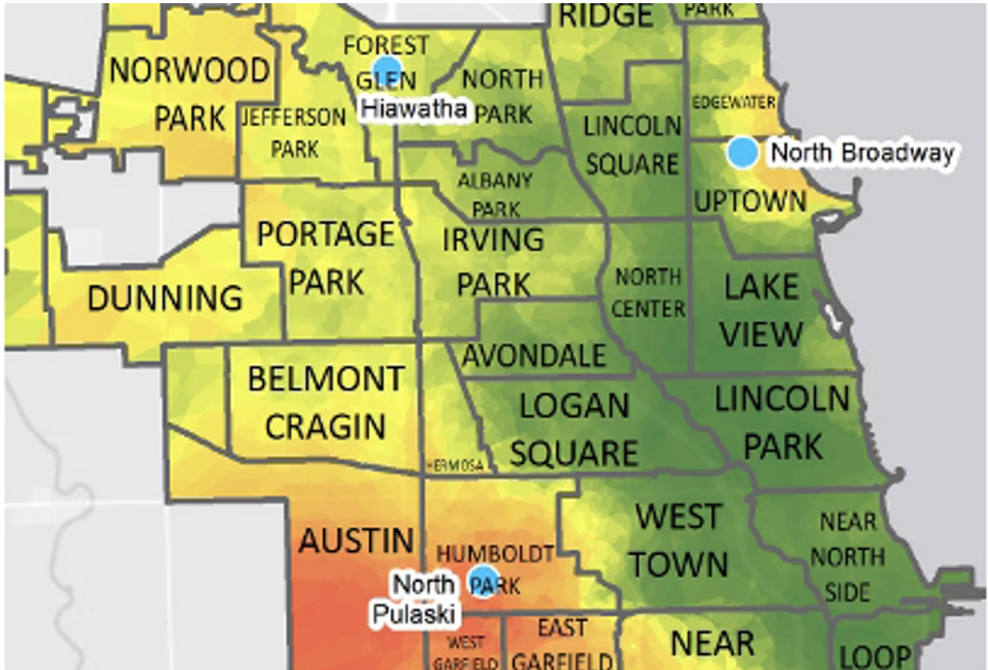 RIDGE
PARK
NORWOOD
PARK
JEFFERSON
PARK
FOREST
GLEN
Hiawatha
NORTH
PARK
LINCOLN
SQUARE
EDGEWATER
North Broadway
UPTOWN
ALBANY
PARK
PORTAGE
PARK
IRVING
PARK
NORTH
CENTER
LAKE
VIEW
DUNNING
AVONDALE
BELMONT
CRAGIN
LOGAN
SQUARE
LINCOLN
PARK
HERMOSA
AUSTIN
HUMBOLDT
PARK
North
Pulaski
WEST
TOWN
NEAR
NORTH
SIDE
WEST
GARFIELD
EAST
GARFIELD
NEAR
LOOP